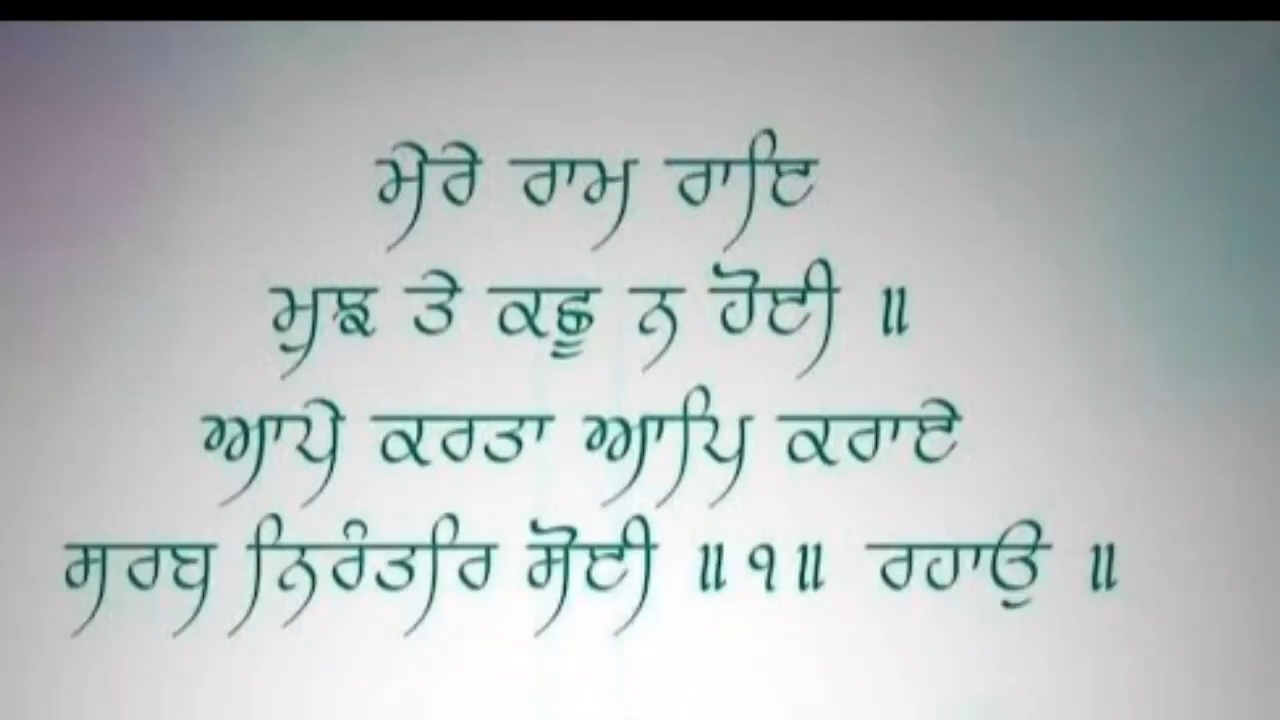 ਮੇਰੇ ਰਾਮ ਰਾਇ
ਮੁਝ ਤੇ ਕਛੂ ਨ ਹੋਈ ॥
ਆਪੇ ਕਰਤਾ ਆਪਿ ਕਰਾਏ
ਸਰਬ ਨਿਰੰਤਰਿ ਸੋਈ ॥੧॥ ਰਹਾਉ ॥